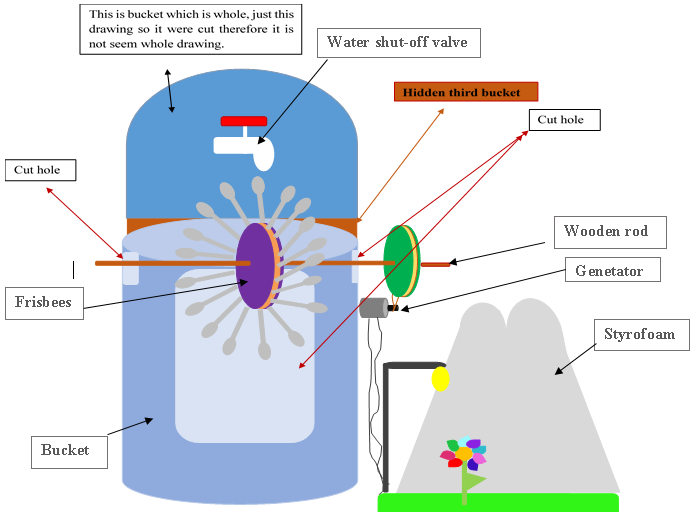 This is bucket which is whole, just this
drawing so it were cut therefore it is
not seem whole drawing.
Water shut-off valve
Hidden third bucket
Cut hole
Cut hole
Wooden rod
Genetator
Frisbees
Styrofoam
Bucket